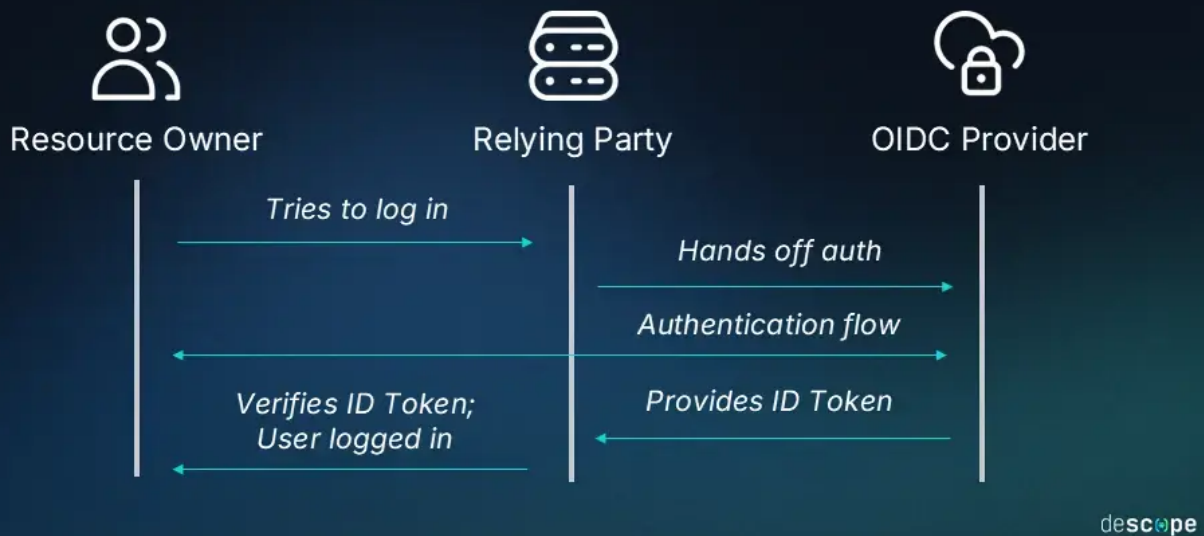 Resource Owner
Relying Party
OIDC Provider
Tries to log in
Hands off auth
Authentication flow
Provides ID Token
Verifies ID Token;
User logged in
descope